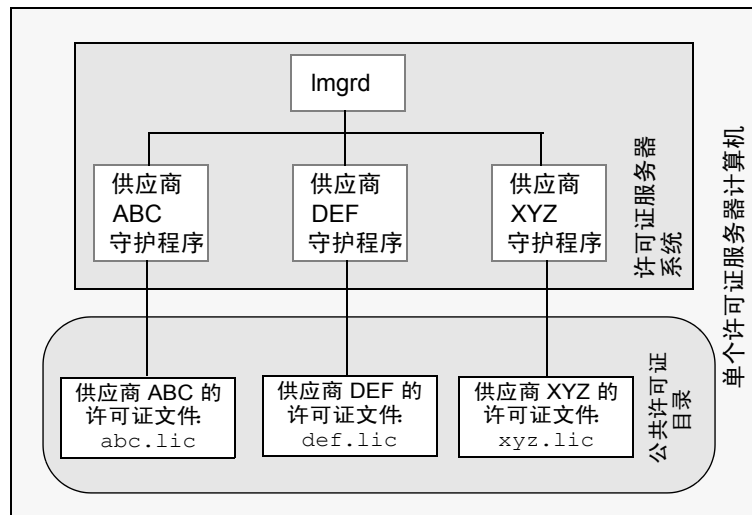 lmgrd
供应商
ABC
守护程序
供应商
DEF
守护程序
供应商
XYZ
守护程序
许可证服务器
系统
单个许可证服务器计算机
供应商 ABC 的
许可证文件:
abc.lic
供应商 DEF 的
许可证文件:
def.lic
供应商 XYZ 的
许可证文件:
xyz.lic
公共许可证
目录